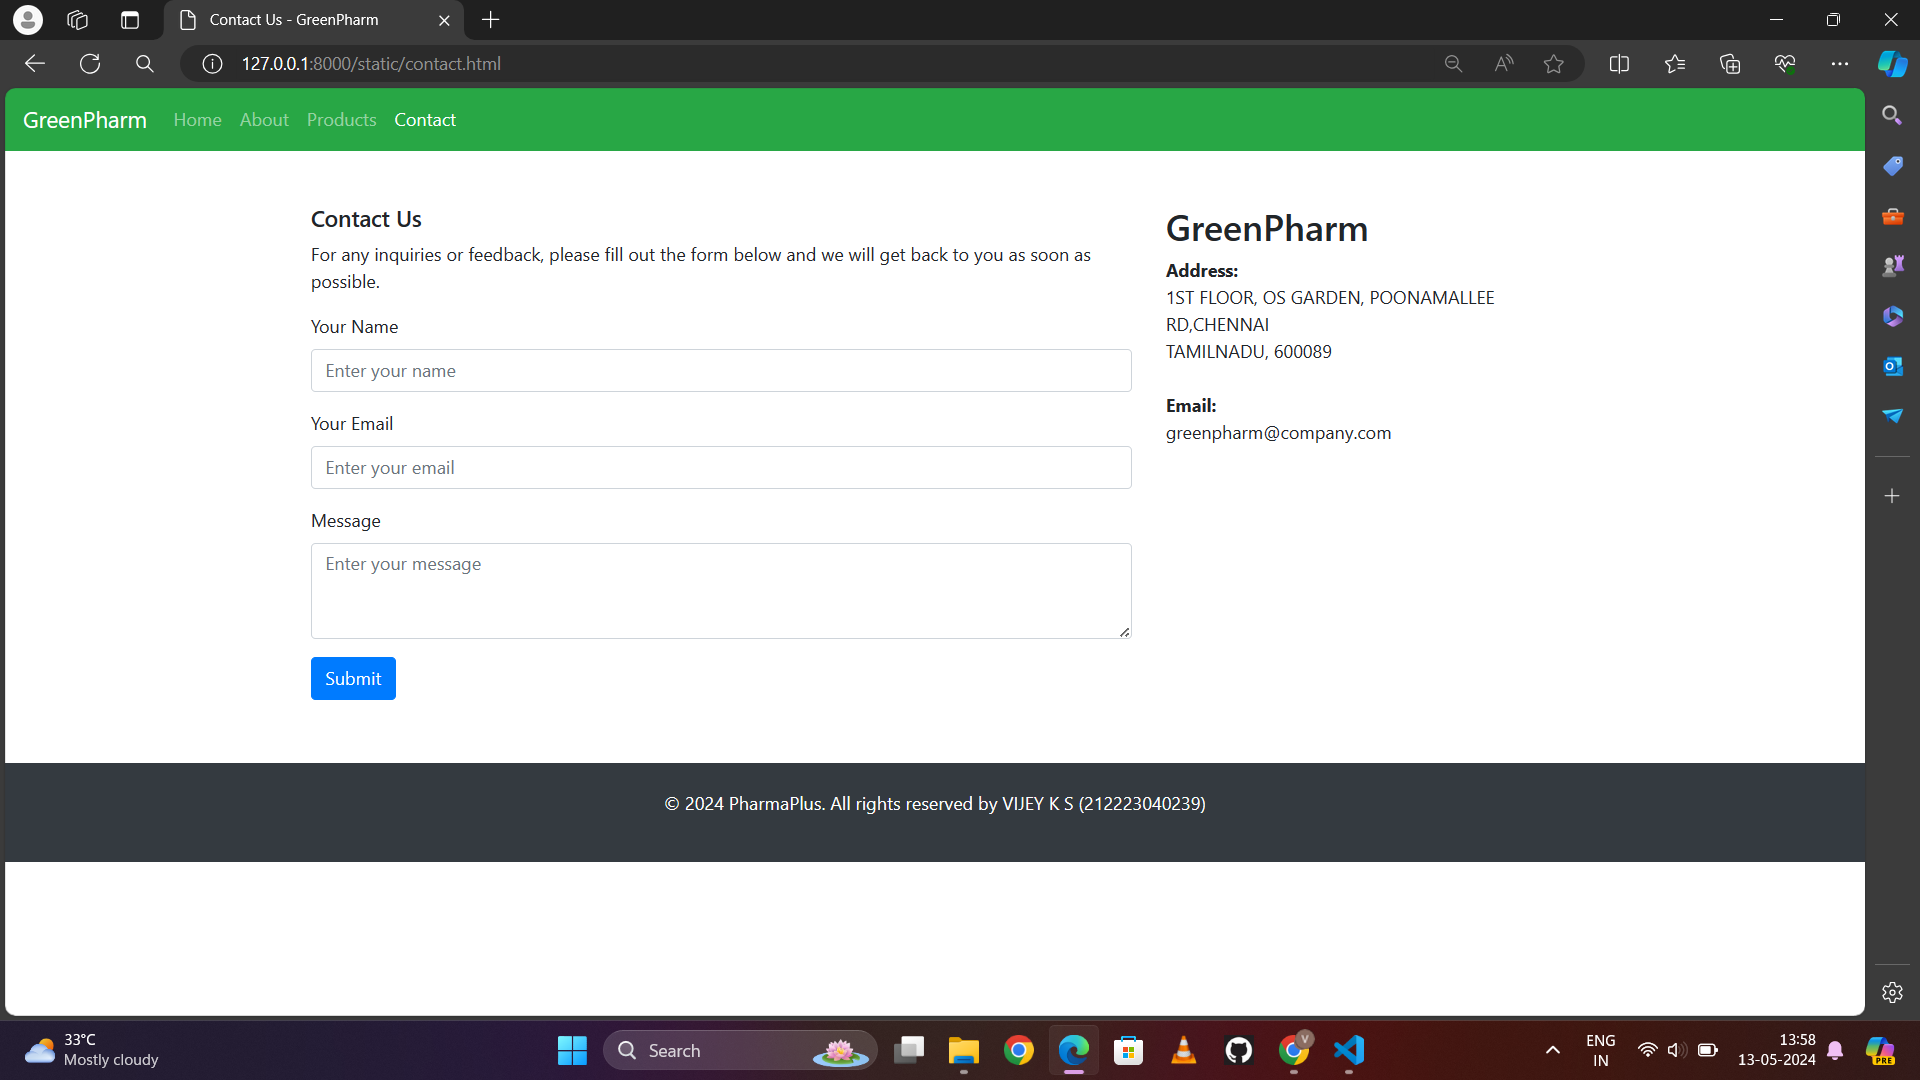 Contact Us - GreenPharm
127.0.0.1:8000/static/contact.html
GreenPharm Home About Products Contact
Contact Us
For any inquiries or feedback, please fill out the form below and we will get back to you as soon as
possible.
Your Name
Enter your name
Your Email
Enter your email
Message
Enter your message
Submit
GreenPharm
Address:
1ST FLOOR, OS GARDEN, POONAMALLEE
RD,CHENNAI
TAMILNADU, 600089
Email:
greenpharm@company.com
© 2024 PharmaPlus. All rights reserved by VIJEY K S (212223040239)
33°C
Mostly cloudy
Search
V
ENG
IN
13:58
13-05-2024
PRE